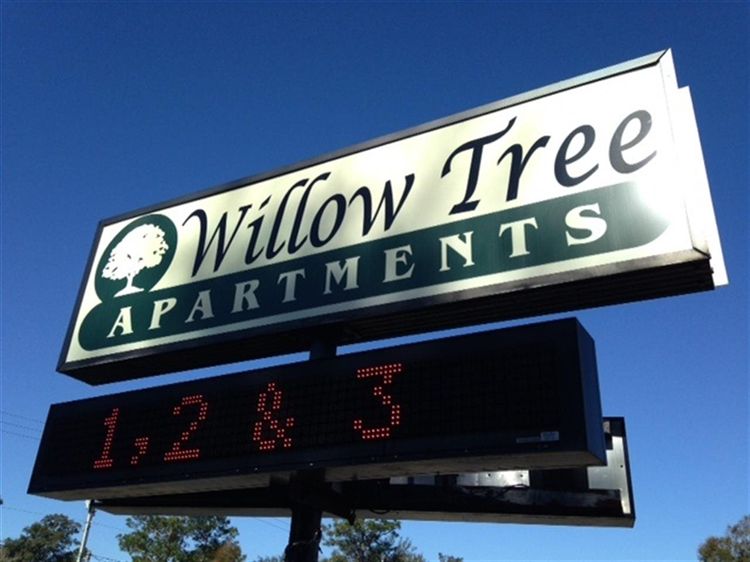 Willow Tree
APARTMENTS
1, 2 & 3